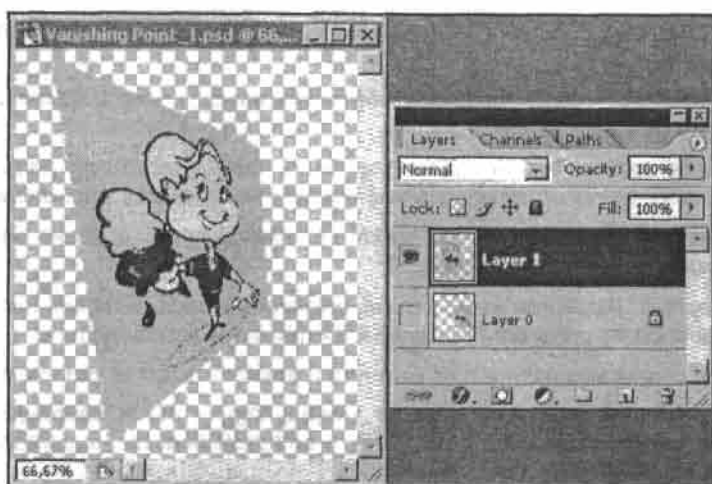 Vanishing Point_1.psd @ 66,...
66,67%
Layers Channels Paths
Normal Opacity: 100%
Lock: Fill: 100%
Layer 1
Layer 0